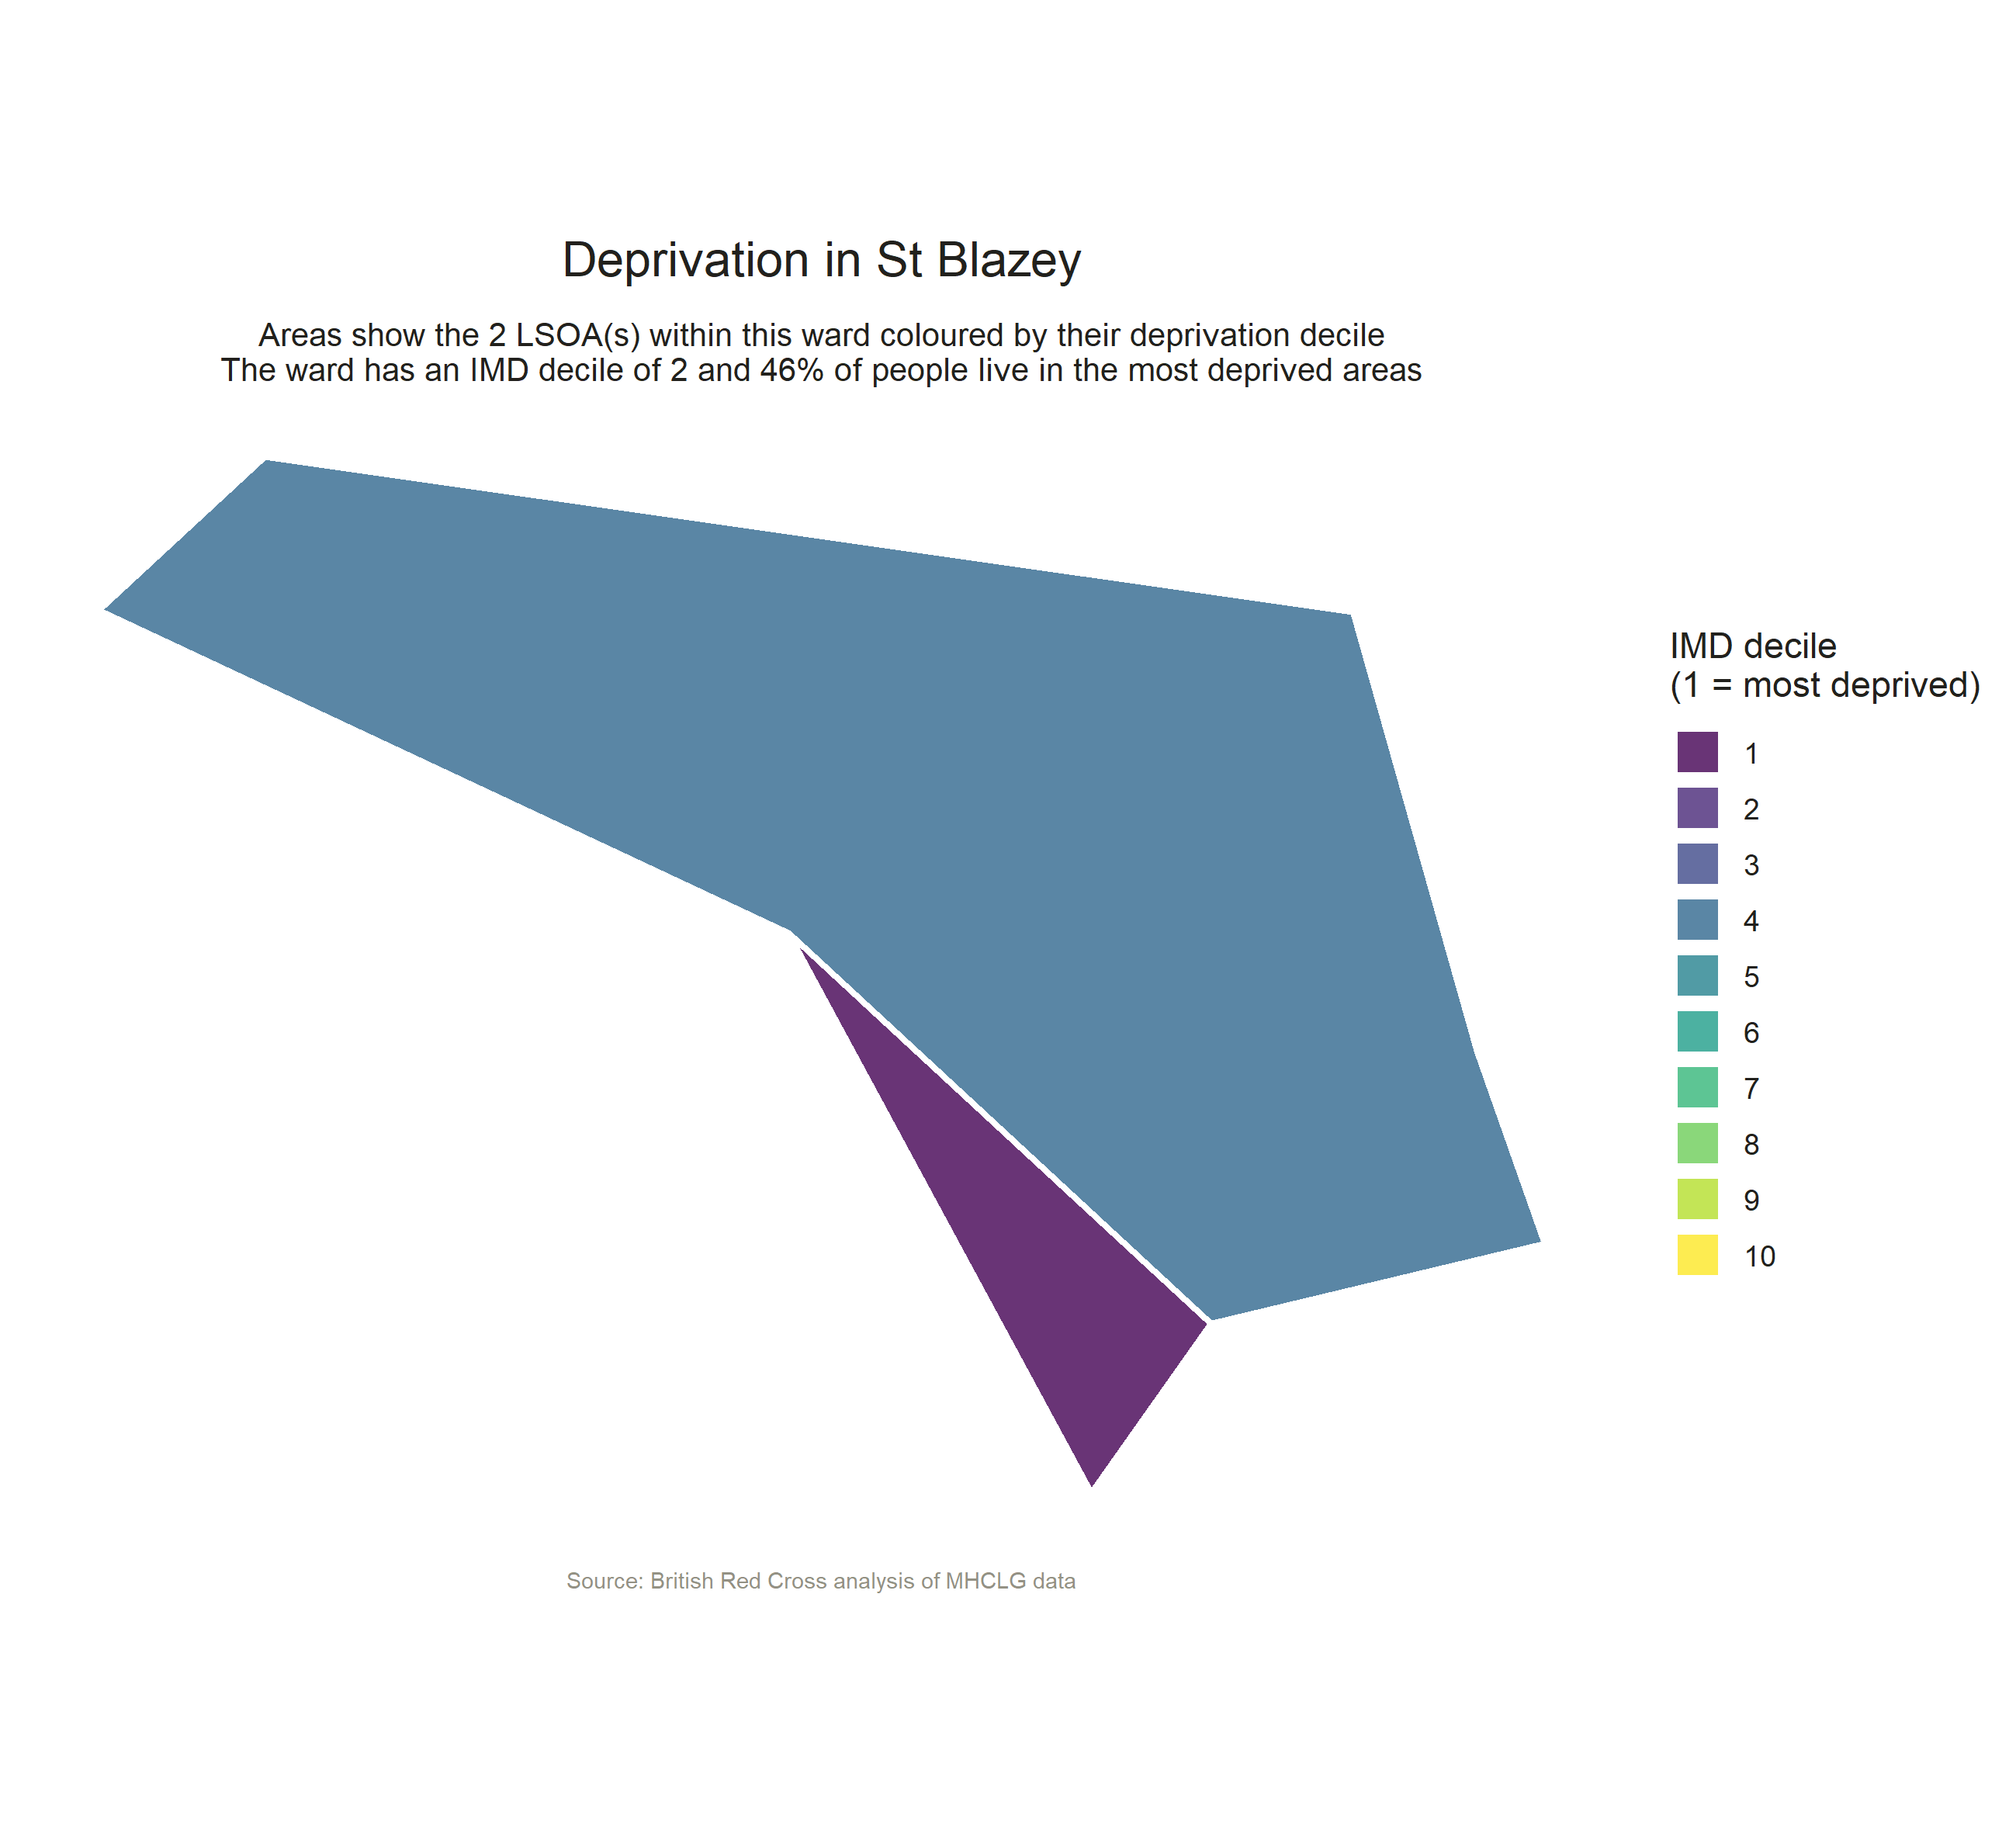 Deprivation in St Blazey
Areas show the 2 LSOA(s) within this ward coloured by their deprivation decile
The ward has an IMD decile of 2 and 46% of people live in the most deprived areas
IMD decile
(1 = most deprived)
1
2
3
4
5
6
7
8
9
10
Source: British Red Cross analysis of MHCLG data